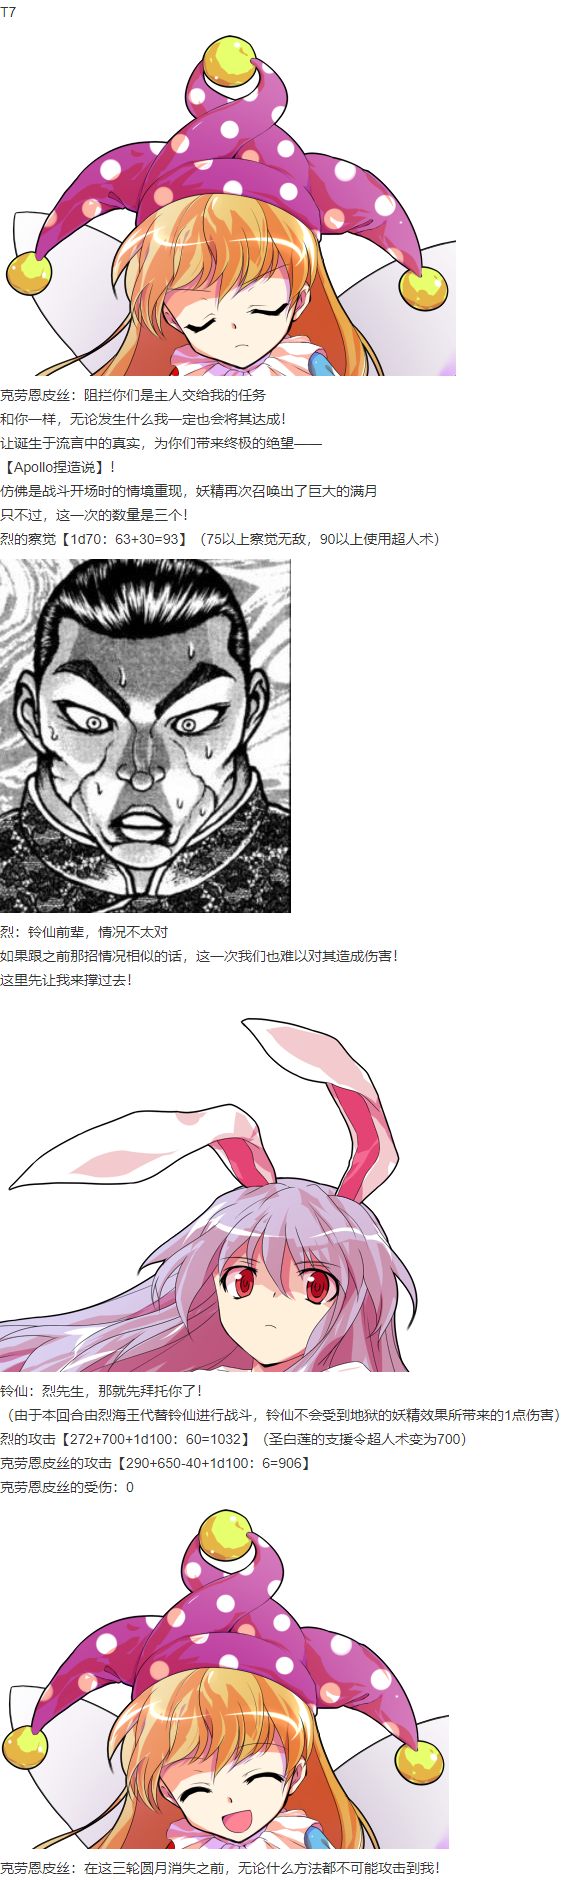 T7
克劳恩皮丝：阻拦你们是主人交给我的任务
和你一样，无论发生什么我一定也会将其达成！
让诞生于流言中的真实，为你们带来终极的绝望——
【Apollo捏造说】！
仿佛是战斗开场时的情境重现，妖精再次召唤出了巨大的满月
只不过，这一次的数量是三个！
烈的察觉【1d70：63+30=93】（75以上察觉无敌，90以上使用超人术）
烈：铃仙前辈，情况不太对
如果跟之前那招情况相似的话，这一次我们也难以对其造成伤害！
这里先让我来撑过去！
铃仙：烈先生，那就先拜托你了！
（由于本回合由烈海王代替铃仙进行战斗，铃仙不会受到地狱的妖精效果所带来的1点伤害）
烈的攻击【272+700+1d100：60=1032】（圣白莲的支援令超人术变为700）
克劳恩皮丝的攻击【290+650-40+1d100：6=906】
克劳恩皮丝的受伤：0
克劳恩皮丝：在这三轮圆月消失之前，无论什么方法都不可能攻击到我！